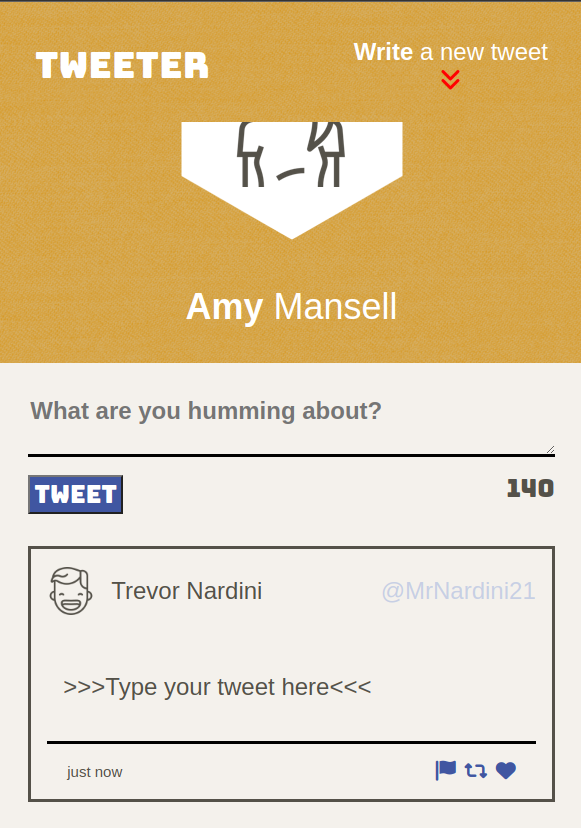 TWEETER
Write a new tweet
Amy Mansell
What are you humming about?
TWEET
140
Trevor Nardini
@MrNardini21
>>>Type your tweet here<<<
just now